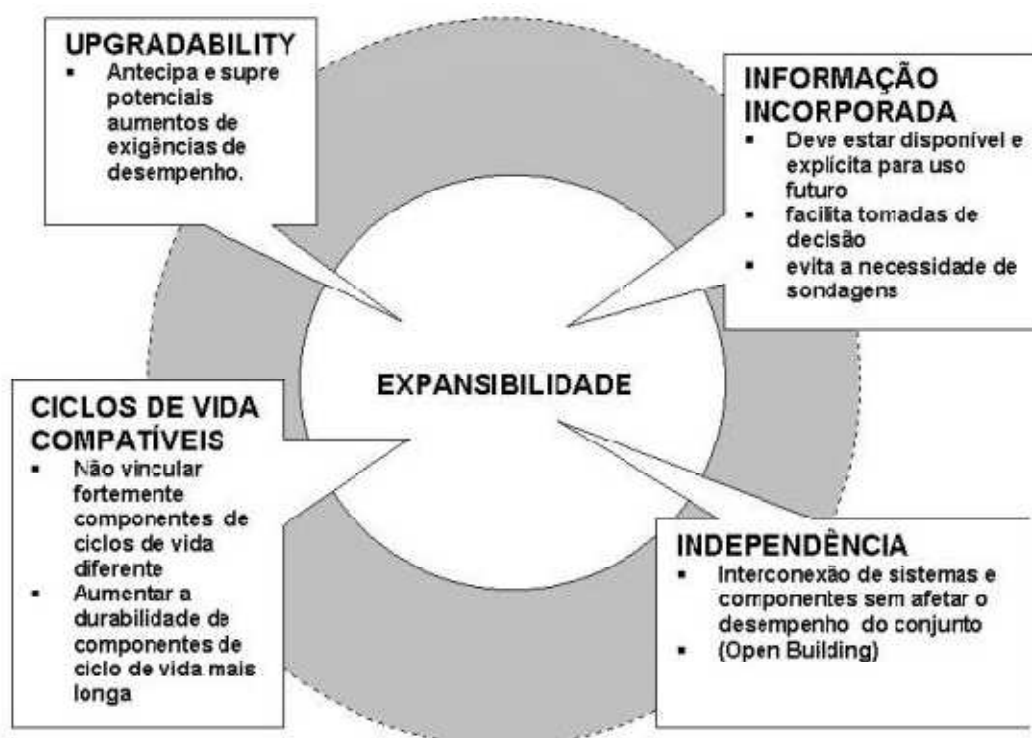 UPGRADABILITY
▪ Antecipa e supre
potenciais
aumentos de
exigências de
desempenho.
INFORMAÇÃO
INCORPORADA
▪ Deve estar disponível e
explícita para uso
futuro
▪ facilita tomadas de
decisão
▪ evita a necessidade de
sondagens
EXPANSIBILIDADE
CICLOS DE VIDA
COMPATÍVEIS
▪ Não vincular
fortemente
componentes de
ciclos de vida
diferente
▪ Aumentar a
durabilidade de
componentes de
ciclo de vida mais
longa
INDEPENDÊNCIA
▪ Interconexão de sistemas e
componentes sem afetar o
desempenho do conjunto
▪ (Open Building)